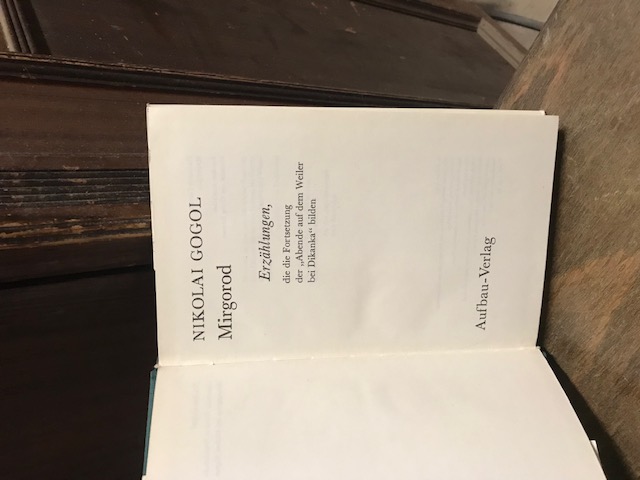 NIKOLAI GOGOL
Mirgorod
Erzählungen,
die die Fortsetzung
der „Abende auf dem Weiler
bei Dikanka“ bilden
Aufbau-Verlag